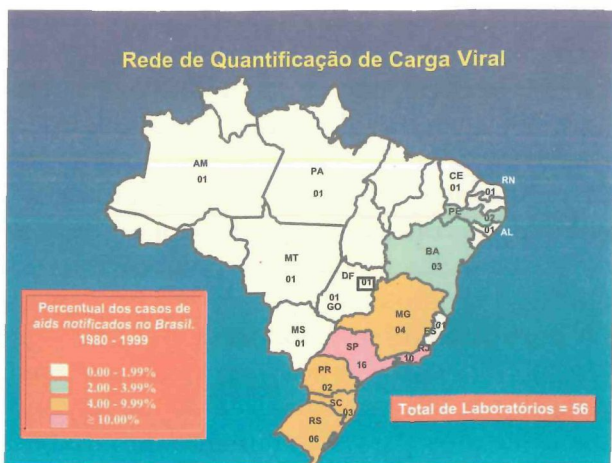 Rede de Quantificação de Carga Viral
AM
01
PA
01
CE
01
RN
01
PE
02
01
AL
BA
03
MT
01
DF
01
01
GO
MG
04
MS
01
01
ES
SP
16
RJ
10
PR
02
SC
03
RS
06
Percentual dos casos de
aids notificados no Brasil.
1980 - 1999
0.00 - 1.99%
2.00 - 3.99%
4.00 - 9.99%
≥ 10.00%
Total de Laboratórios = 56